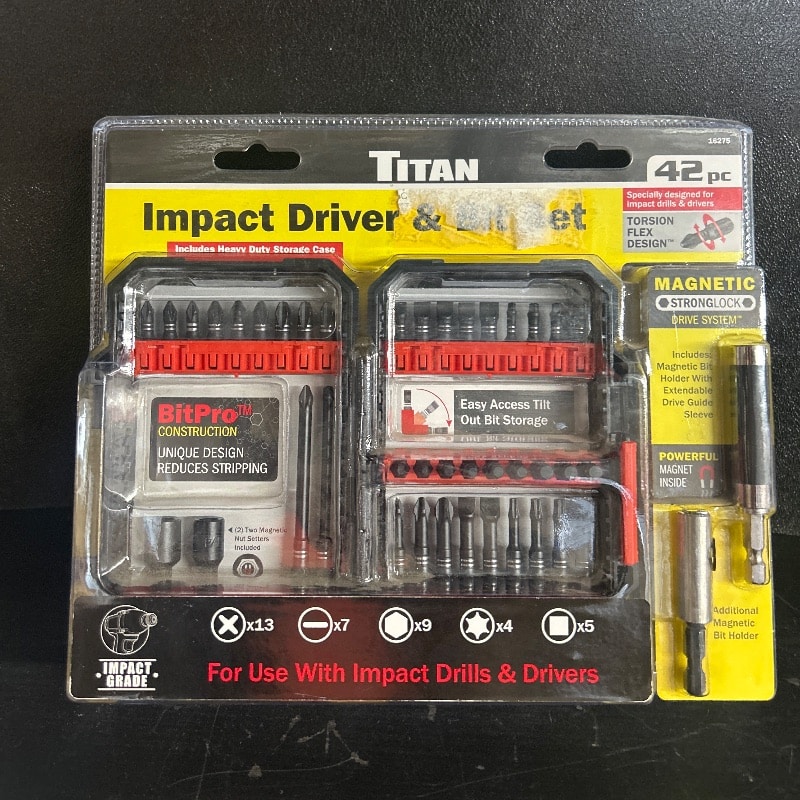 16275
TITAN
42 pc
Impact Driver & et
Specially designed for
impact drills & drivers
TORSION
FLEX
DESIGN™
Includes Heavy Duty Storage Case
MAGNETIC
STRONGLOCK
DRIVE SYSTEM™
Includes:
Magnetic Bit
Holder With
Extendable
Drive Guide
Sleeve
POWERFUL
MAGNET
INSIDE
BitPro™
CONSTRUCTION
UNIQUE DESIGN
REDUCES STRIPPING
Easy Access Tilt
Out Bit Storage
(2) Two Magnetic
Nut Setters
Included
Additional
Magnetic
Bit Holder
x13
x7
x9
x4
x5
IMPACT
GRADE
For Use With Impact Drills & Drivers